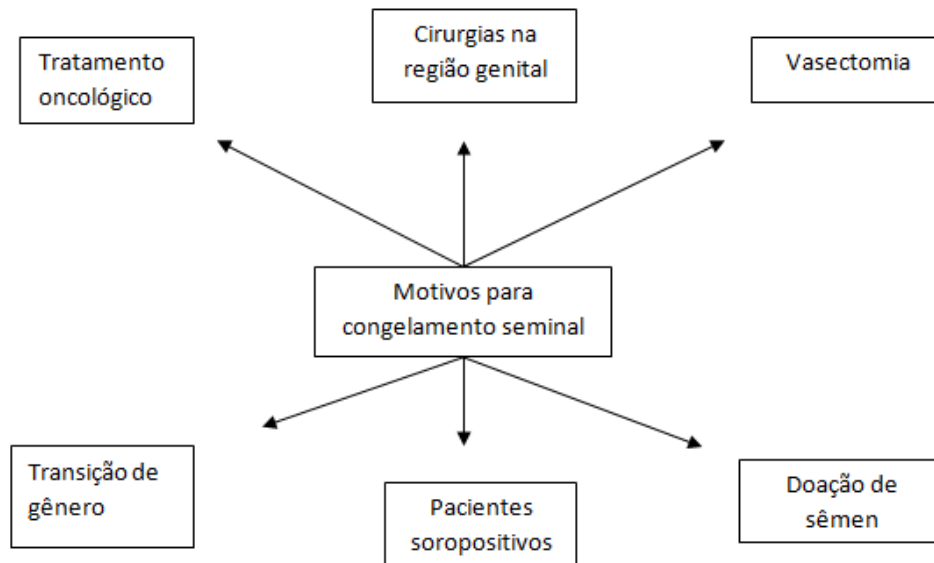 Tratamento
oncológico
Cirurgias na
região genital
Vasectomia
Motivos para
congelamento seminal
Transição de
gênero
Pacientes
soropositivos
Doação de
sêmen